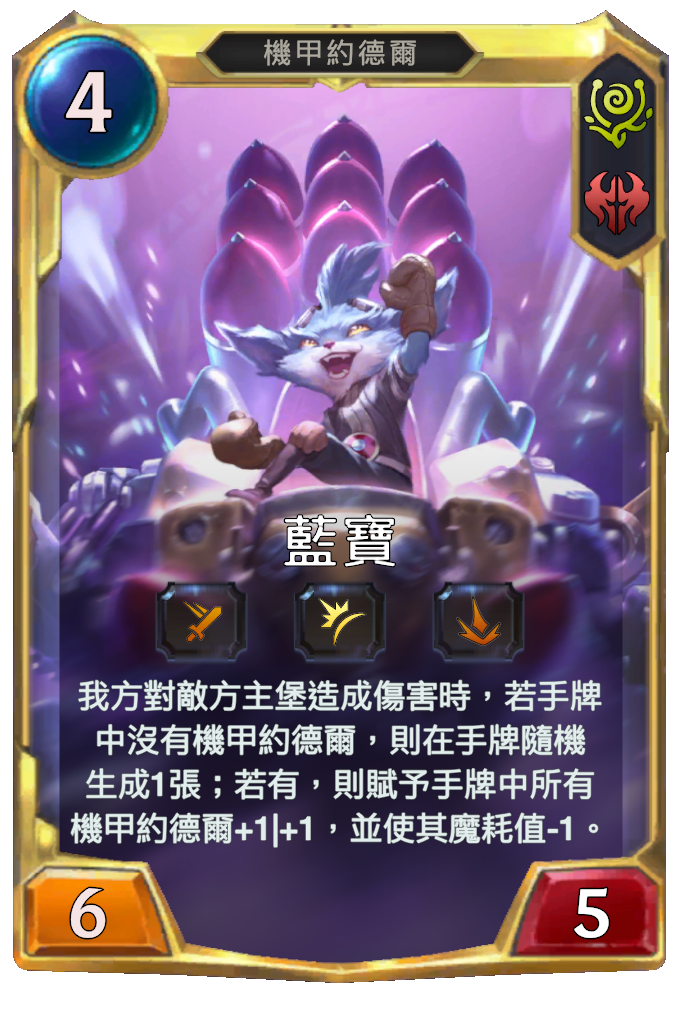 機甲約德爾
4
藍寶
我方對敵方主堡造成傷害時，若手牌
中沒有機甲約德爾，則在手牌隨機
生成1張；若有，則賦予手牌中所有
機甲約德爾+1|+1，並使其魔耗值-1。
6
5